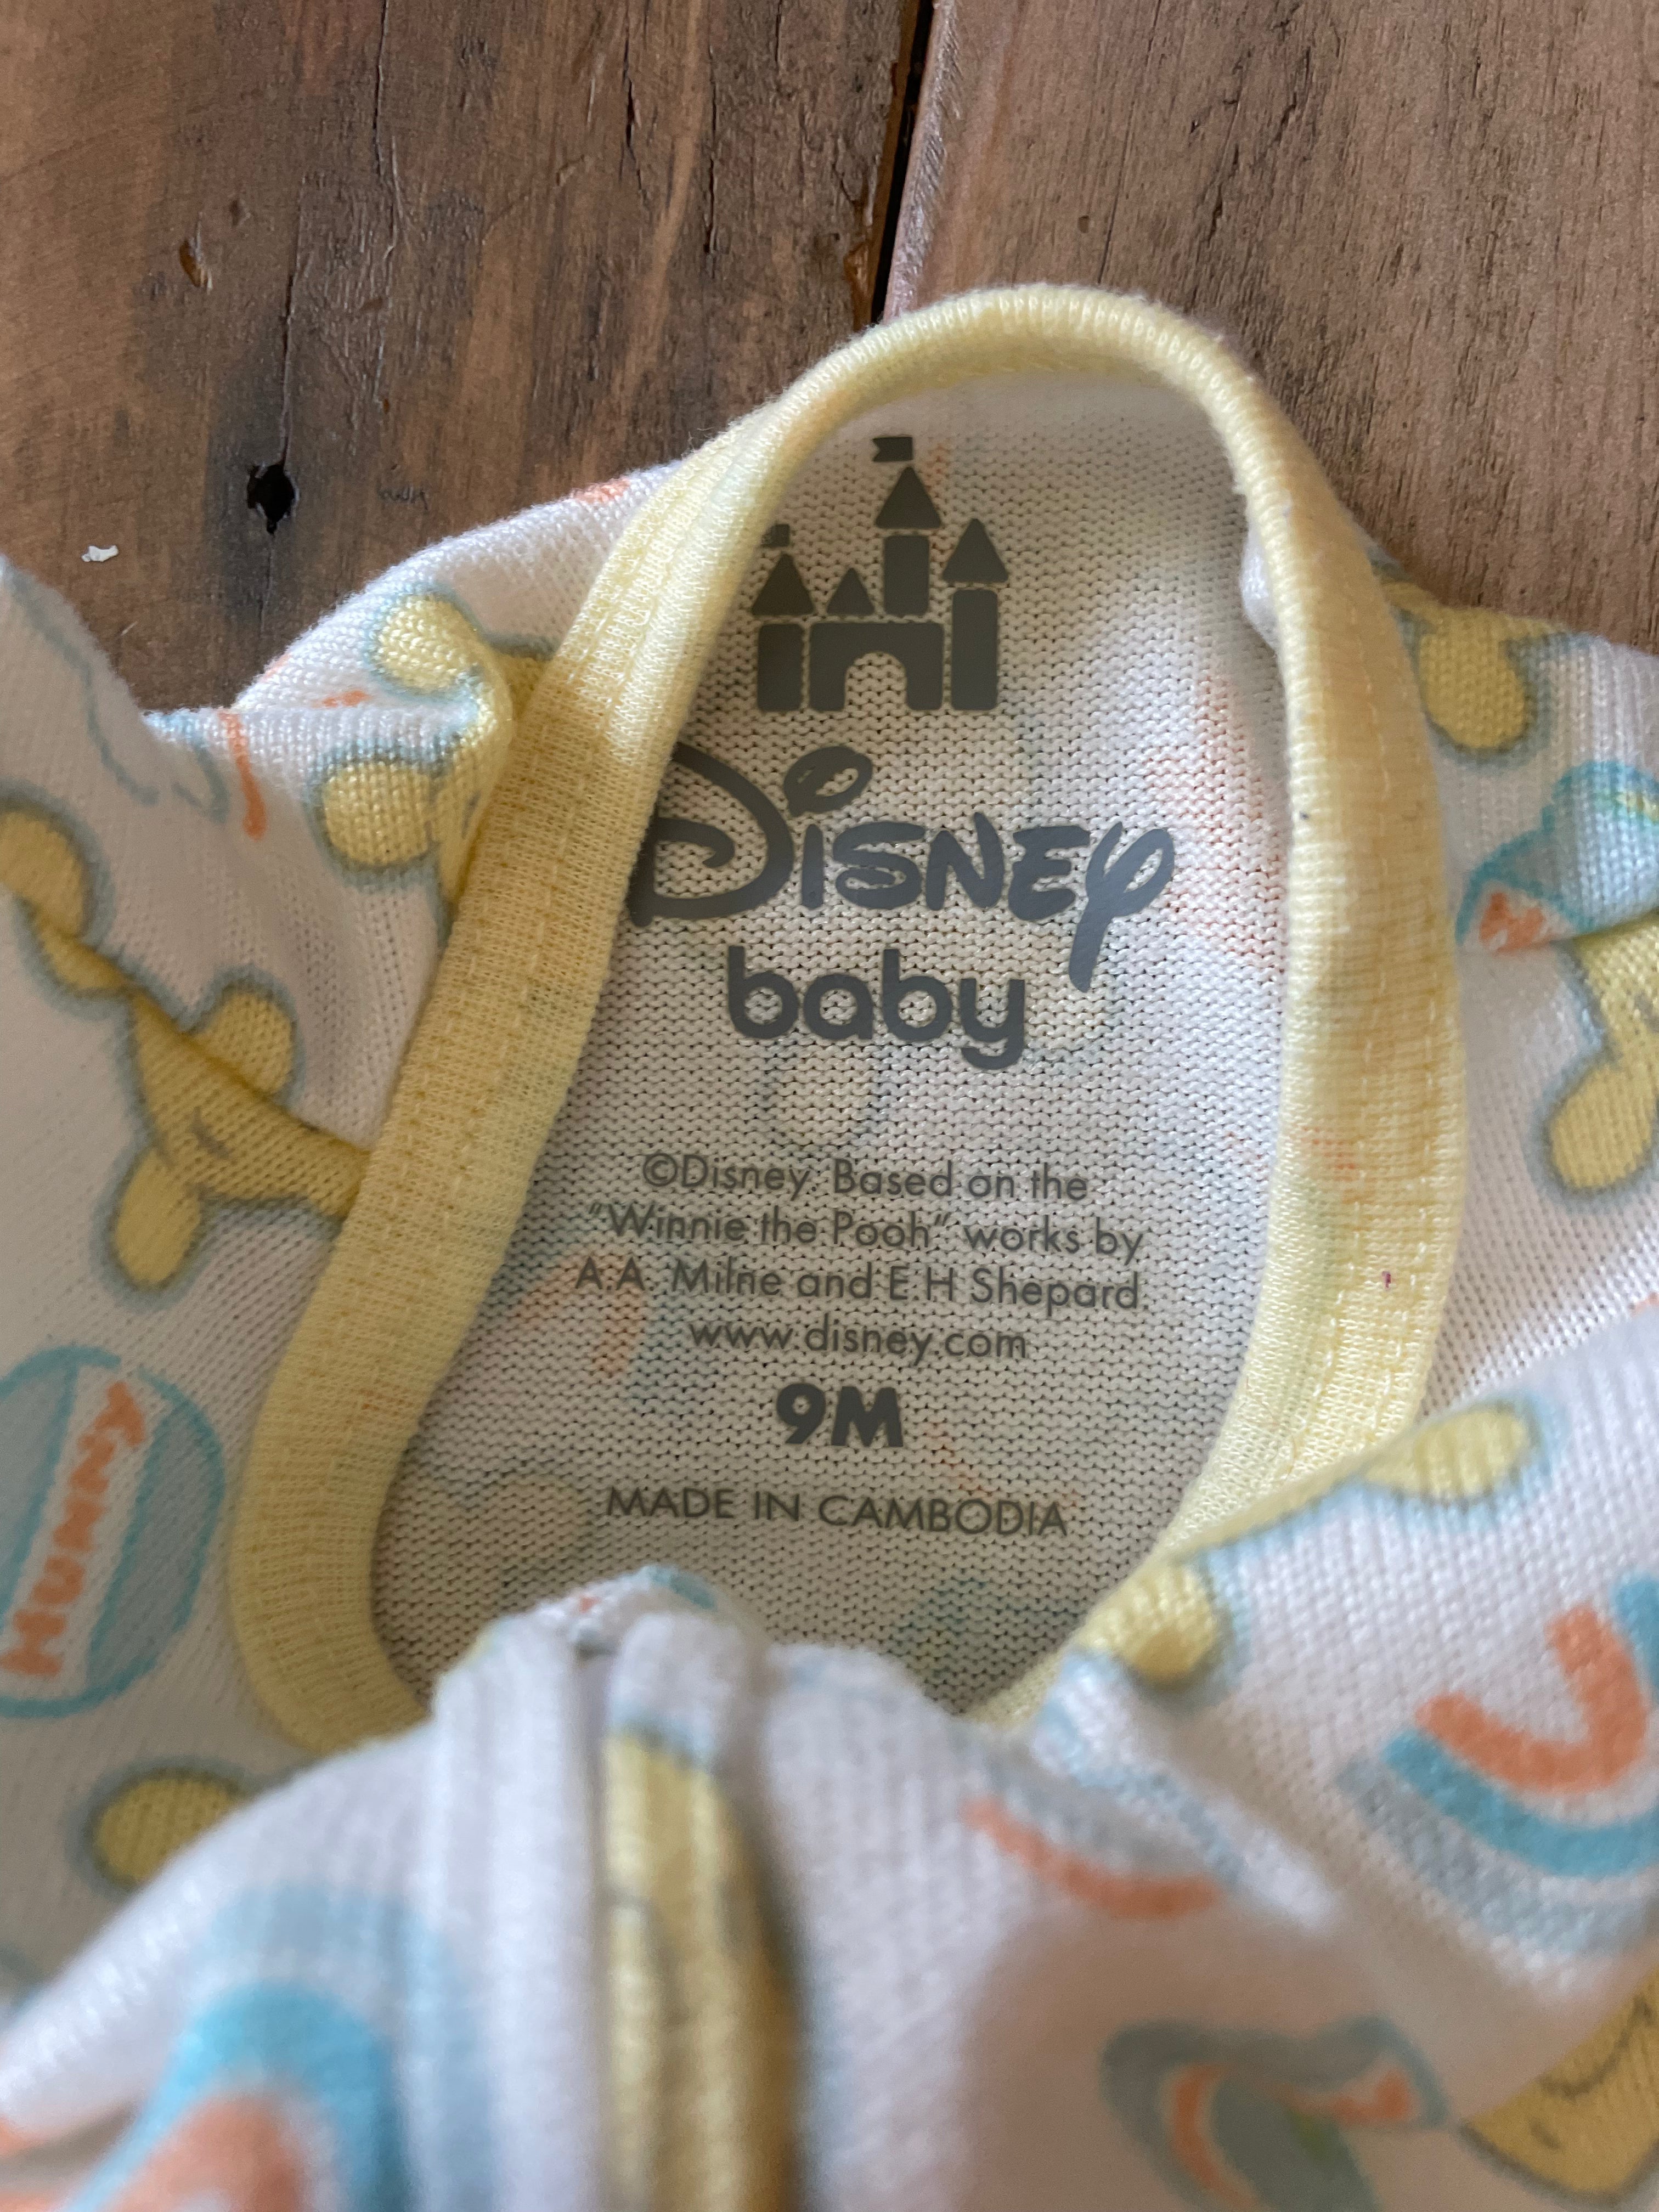 Disney
baby
©Disney. Based on the
"Winnie the Pooh" works by
A.A. Milne and E.H Shepard.
www.disney.com
9M
MADE IN CAMBODIA
HUNNY